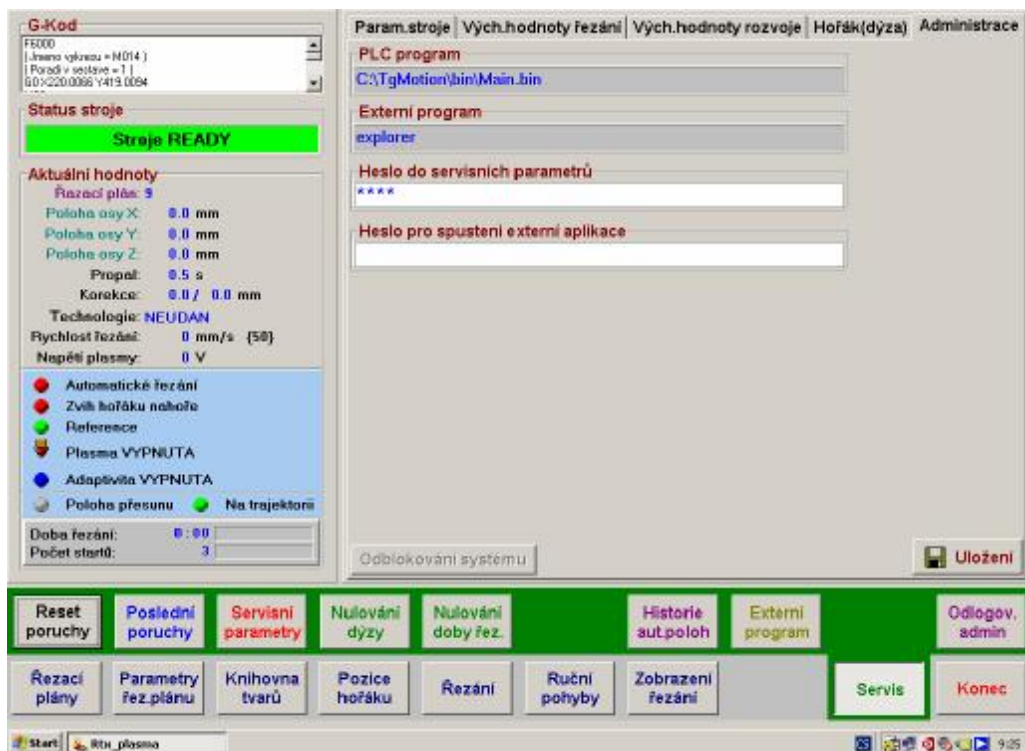 G-Kod
F6000
( Jmeno vykresu = M014 )
( Poradi v sestave = 1 )
G0 X220.0066 Y419.0094
Status stroje
Stroje READY
Aktuální hodnoty
Řazací plán: 9
Poloha osy X: 0.0 mm
Poloha osy Y: 0.0 mm
Poloha osy Z: 0.0 mm
Propal: 0.5 s
Korekce: 0.0 / 0.0 mm
Technologie: NEUDAN
Rychlost řezání: 0 mm/s {50}
Napětí plasmy: 0 V
Automatické řezání
Zvih hořáku nahoře
Reference
Plasma VYPNUTA
Adaptivita VYPNUTA
Poloha přesunu Na trajektorii
Doba řezání: 0:00
Počet startů: 3
Param.stroje Vých.hodnoty řezání Vých.hodnoty rozvoje Hořák(dýza) Administrace
PLC program
C:\TgMotion\bin\Main.bin
Externí program
explorer
Heslo do servisních parametrů
****
Heslo pro spustení externí aplikace
Odblokování systému
Uložení
Reset poruchy
Poslední poruchy
Servisní parametry
Nulování dýzy
Nulování doby řez.
Historie aut.poloh
Externí program
Odlogov. admin
Řezací plány
Parametry řez.plánu
Knihovna tvarů
Pozice hořáku
Řezání
Ruční pohyby
Zobrazení řezání
Servis
Konec
Start Rtx_plasma 9:25